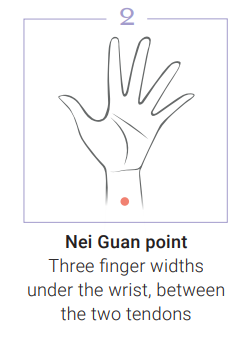 2
Nei Guan point
Three finger widths
under the wrist, between
the two tendons